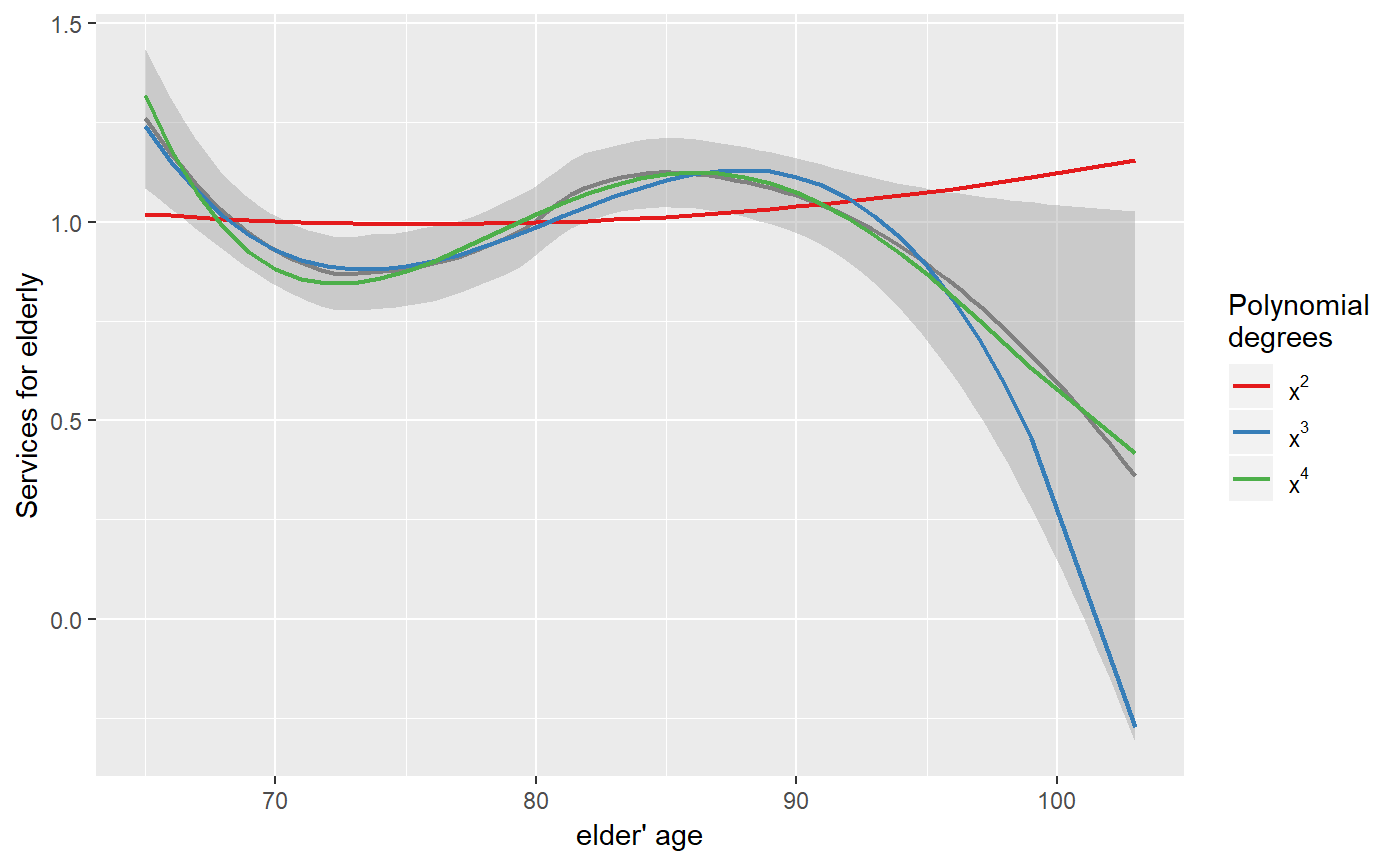 1.5
1.0
0.5
0.0
Services for elderly
70 80 90 100
elder' age
Polynomial
degrees
x²
x³
x⁴